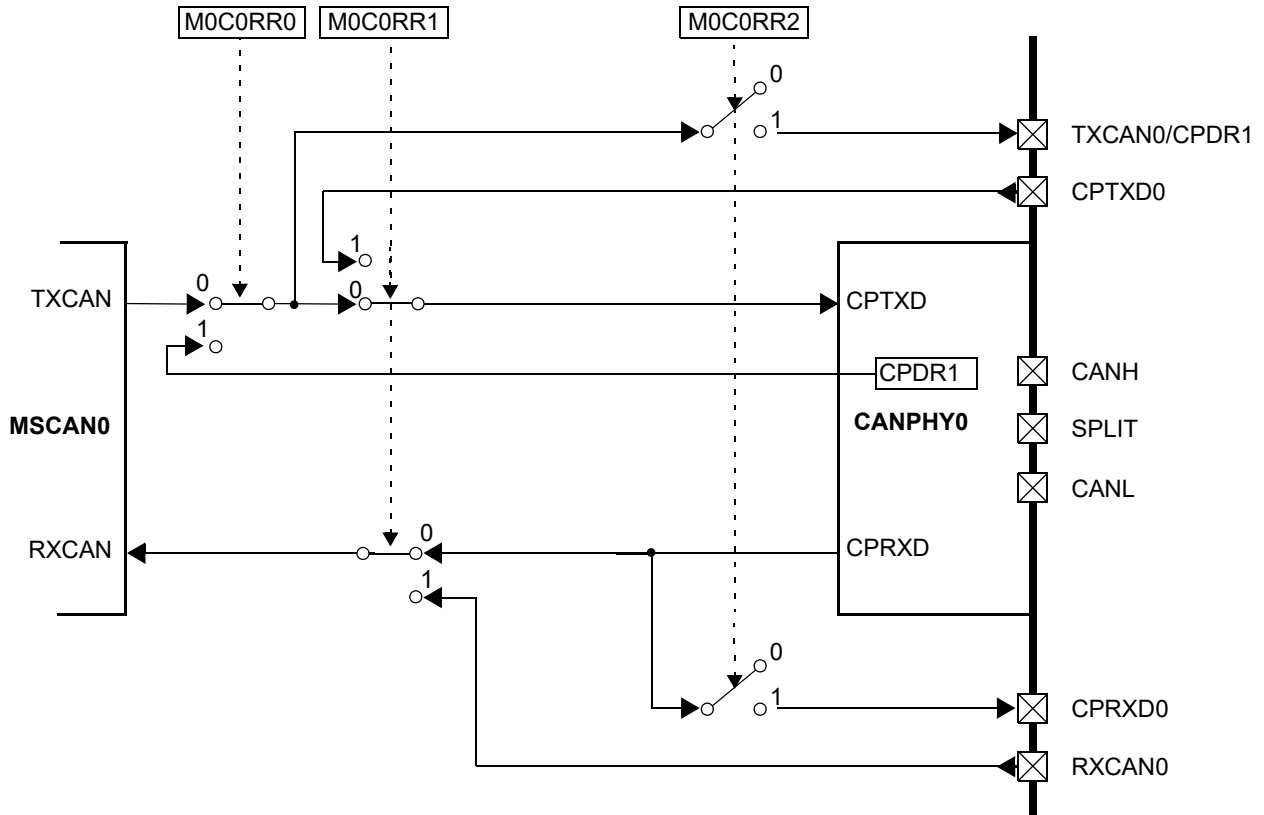 M0C0RR0
M0C0RR1
M0C0RR2
0
1
TXCAN0/CPDR1
CPTXD0
1
0
0
TXCAN
CPTXD
1
CPDR1
CANH
MSCAN0
CANPHY0
SPLIT
CANL
0
RXCAN
CPRXD
1
0
1
CPRXD0
RXCAN0